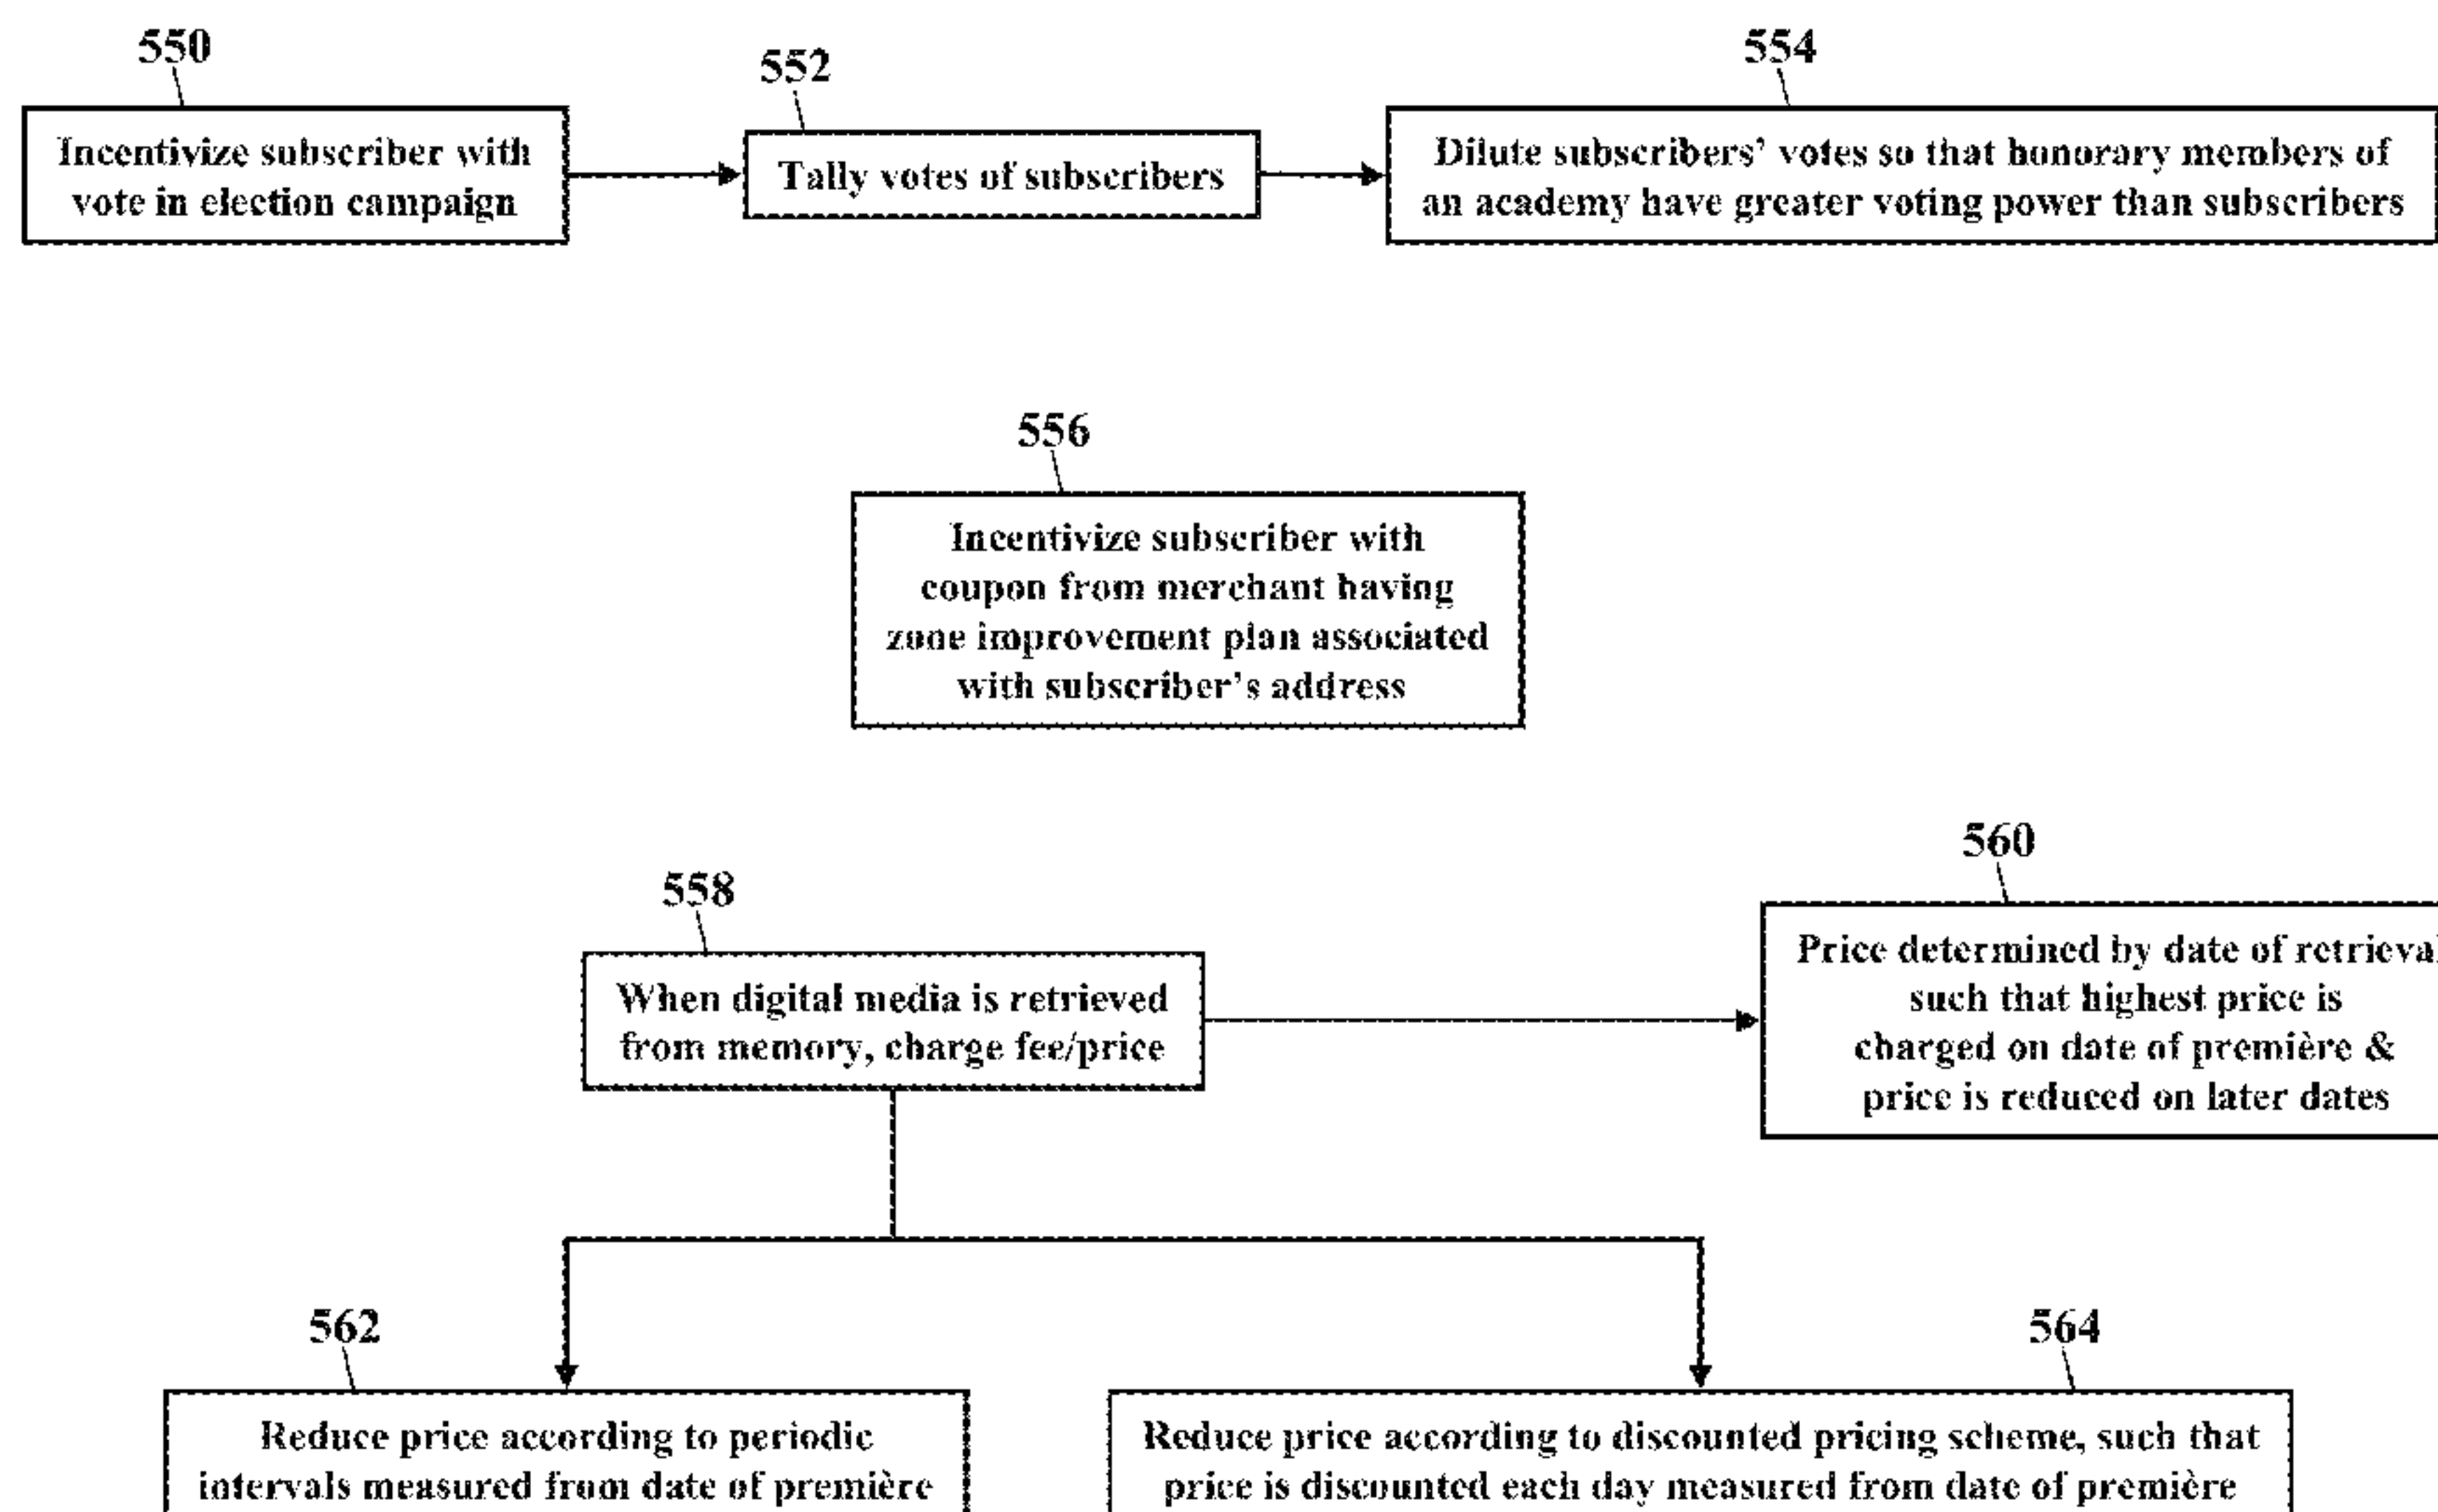 550
552
554
Incentivize subscriber with
vote in election campaign
Tally votes of subscribers
Dilute subscribers’ votes so that honorary members of
an academy have greater voting power than subscribers
556
Incentivize subscriber with
coupon from merchant having
zone improvement plan associated
with subscriber’s address
558
560
When digital media is retrieved
from memory, charge fee/price
Price determined by date of retrieval
such that highest price is
charged on date of première &
price is reduced on later dates
562
564
Reduce price according to periodic
intervals measured from date of première
Reduce price according to discounted pricing scheme, such that
price is discounted each day measured from date of première